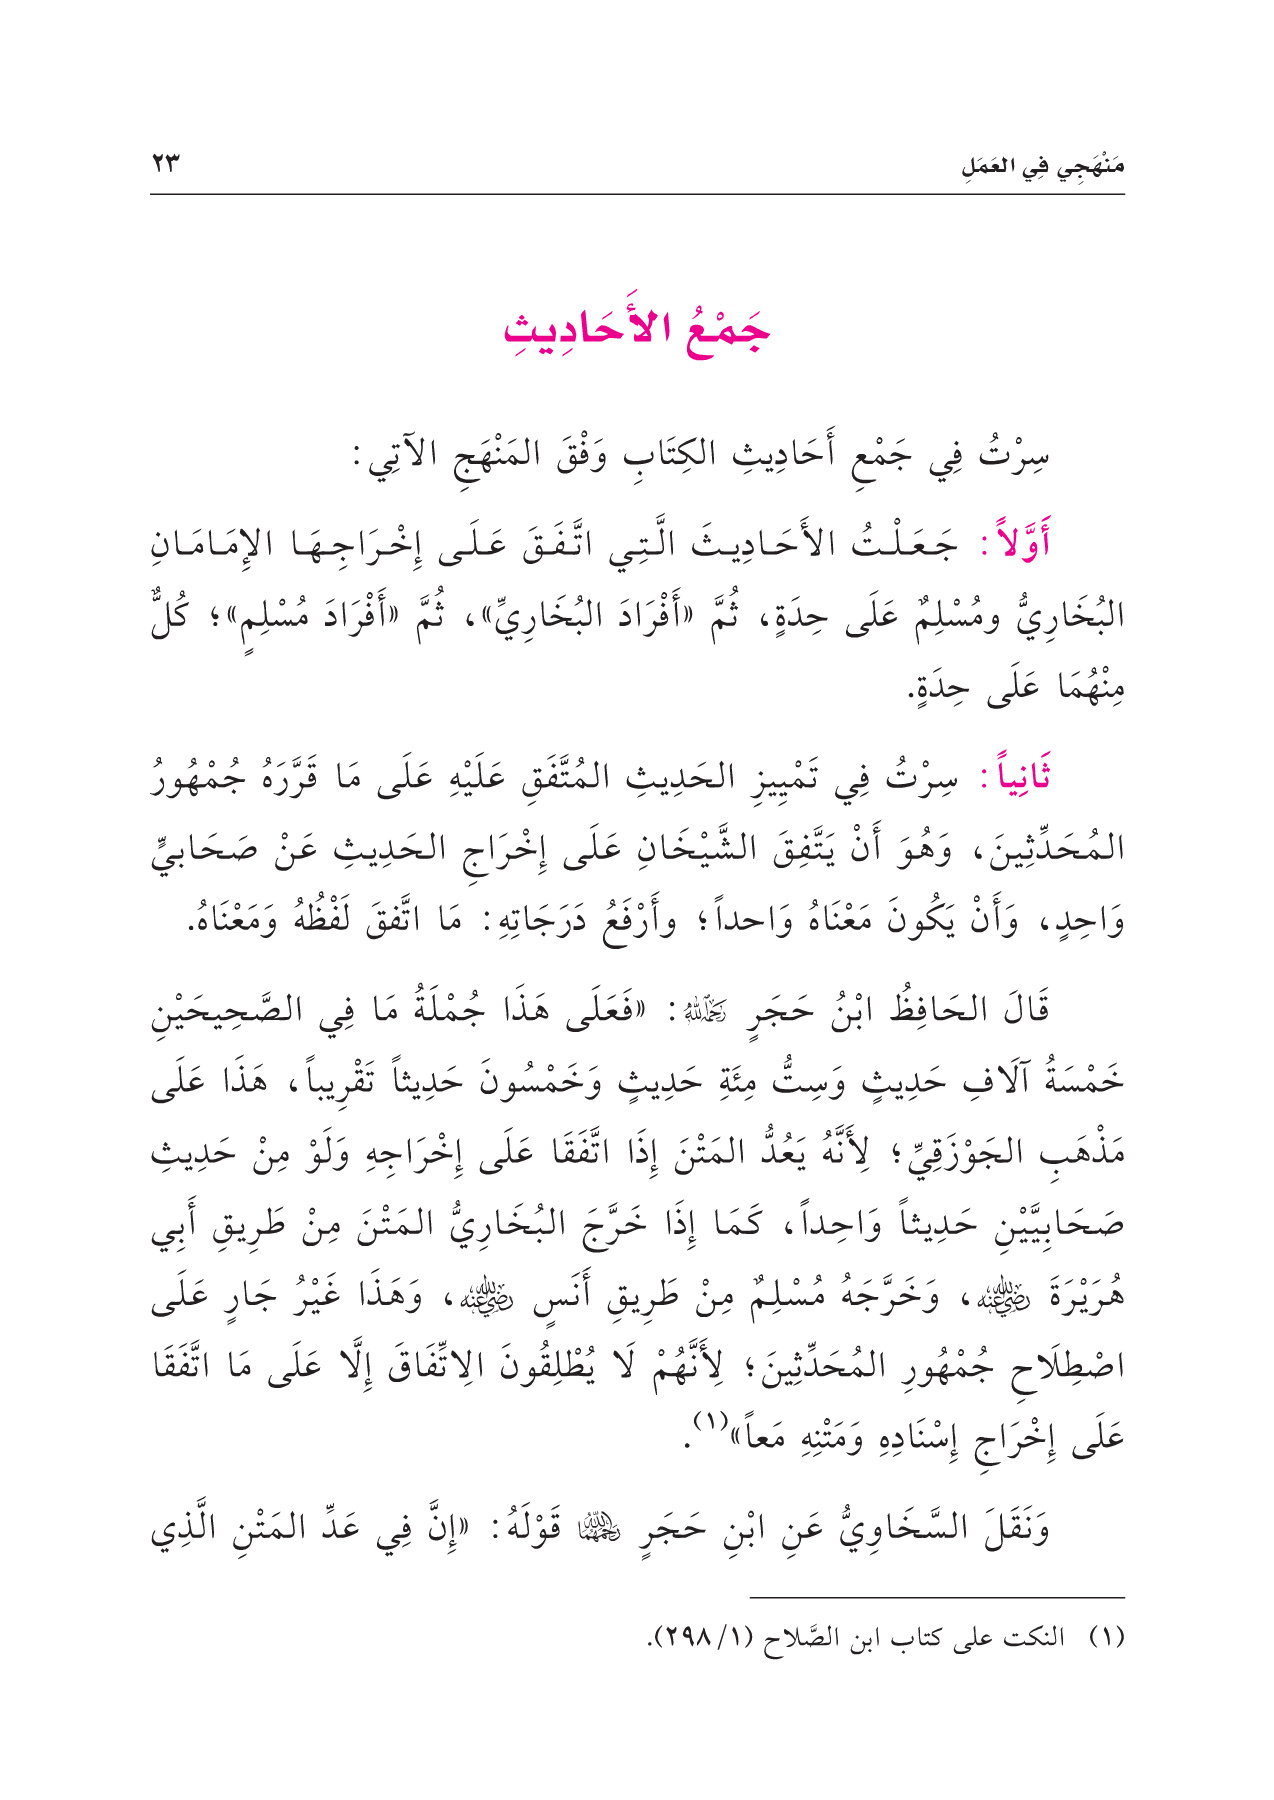 مَنْهَجِي فِي العَمَلِ ٢٣
جَمْعُ الأَحَادِيثِ
سِرْتُ فِي جَمْعِ أَحَادِيثِ الكِتَابِ وَفْقَ المَنْهَجِ الآتِي:
أَوَّلاً: جَعَلْتُ الأَحَادِيثَ الَّتِي اتَّفَقَ عَلَى إِخْرَاجِهَا الإِمَامَانِ
البُخَارِيُّ ومُسْلِمٌ عَلَى حِدَةٍ، ثُمَّ «أَفْرَادَ البُخَارِيِّ»، ثُمَّ «أَفْرَادَ مُسْلِمٍ»؛ كُلٌّ
مِنْهُمَا عَلَى حِدَةٍ.
ثَانِياً: سِرْتُ فِي تَمْيِيزِ الحَدِيثِ المُتَّفَقِ عَلَيْهِ عَلَى مَا قَرَّرَهُ جُمْهُورُ
المُحَدِّثِينَ، وَهُوَ أَنْ يَتَّفِقَ الشَّيْخَانِ عَلَى إِخْرَاجِ الحَدِيثِ عَنْ صَحَابيٍّ
وَاحِدٍ، وَأَنْ يَكُونَ مَعْنَاهُ وَاحداً؛ وأَرْفَعُ دَرَجَاتِهِ: مَا اتَّفقَ لَفْظُهُ وَمَعْنَاهُ.
قَالَ الحَافِظُ ابْنُ حَجَرٍ رَحِمَهُ اللهُ: «فَعَلَى هَذَا جُمْلَةُ مَا فِي الصَّحِيحَيْنِ
خَمْسَةُ آلَافِ حَدِيثٍ وَسِتُّ مِئَةِ حَدِيثٍ وَخَمْسُونَ حَدِيثاً تَقْرِيباً، هَذَا عَلَى
مَذْهَبِ الجَوْزَقِيِّ؛ لِأَنَّهُ يَعُدُّ المَتْنَ إِذَا اتَّفَقَا عَلَى إِخْرَاجِهِ وَلَوْ مِنْ حَدِيثِ
صَحَابِيَّيْنِ حَدِيثاً وَاحِداً، كَمَا إِذَا خَرَّجَ البُخَارِيُّ المَتْنَ مِنْ طَرِيقِ أَبِي
هُرَيْرَةَ رَضِيَ اللهُ عَنْهُ، وَخَرَّجَهُ مُسْلِمٌ مِنْ طَرِيقِ أَنَسٍ رَضِيَ اللهُ عَنْهُ، وَهَذَا غَيْرُ جَارٍ عَلَى
اصْطِلَاحِ جُمْهُورِ المُحَدِّثِينَ؛ لِأَنَّهُمْ لَا يُطْلِقُونَ الِاتِّفَاقَ إِلَّا عَلَى مَا اتَّفَقَا
عَلَى إِخْرَاجِ إِسْنَادِهِ وَمَتْنِهِ مَعاً»(١).
وَنَقَلَ السَّخَاوِيُّ عَنِ ابْنِ حَجَرٍ رَحِمَهُمَا اللهُ قَوْلَهُ: «إِنَّ فِي عَدِّ المَتْنِ الَّذِي
(١) النكت على كتاب ابن الصَّلاح (١/٢٩٨).